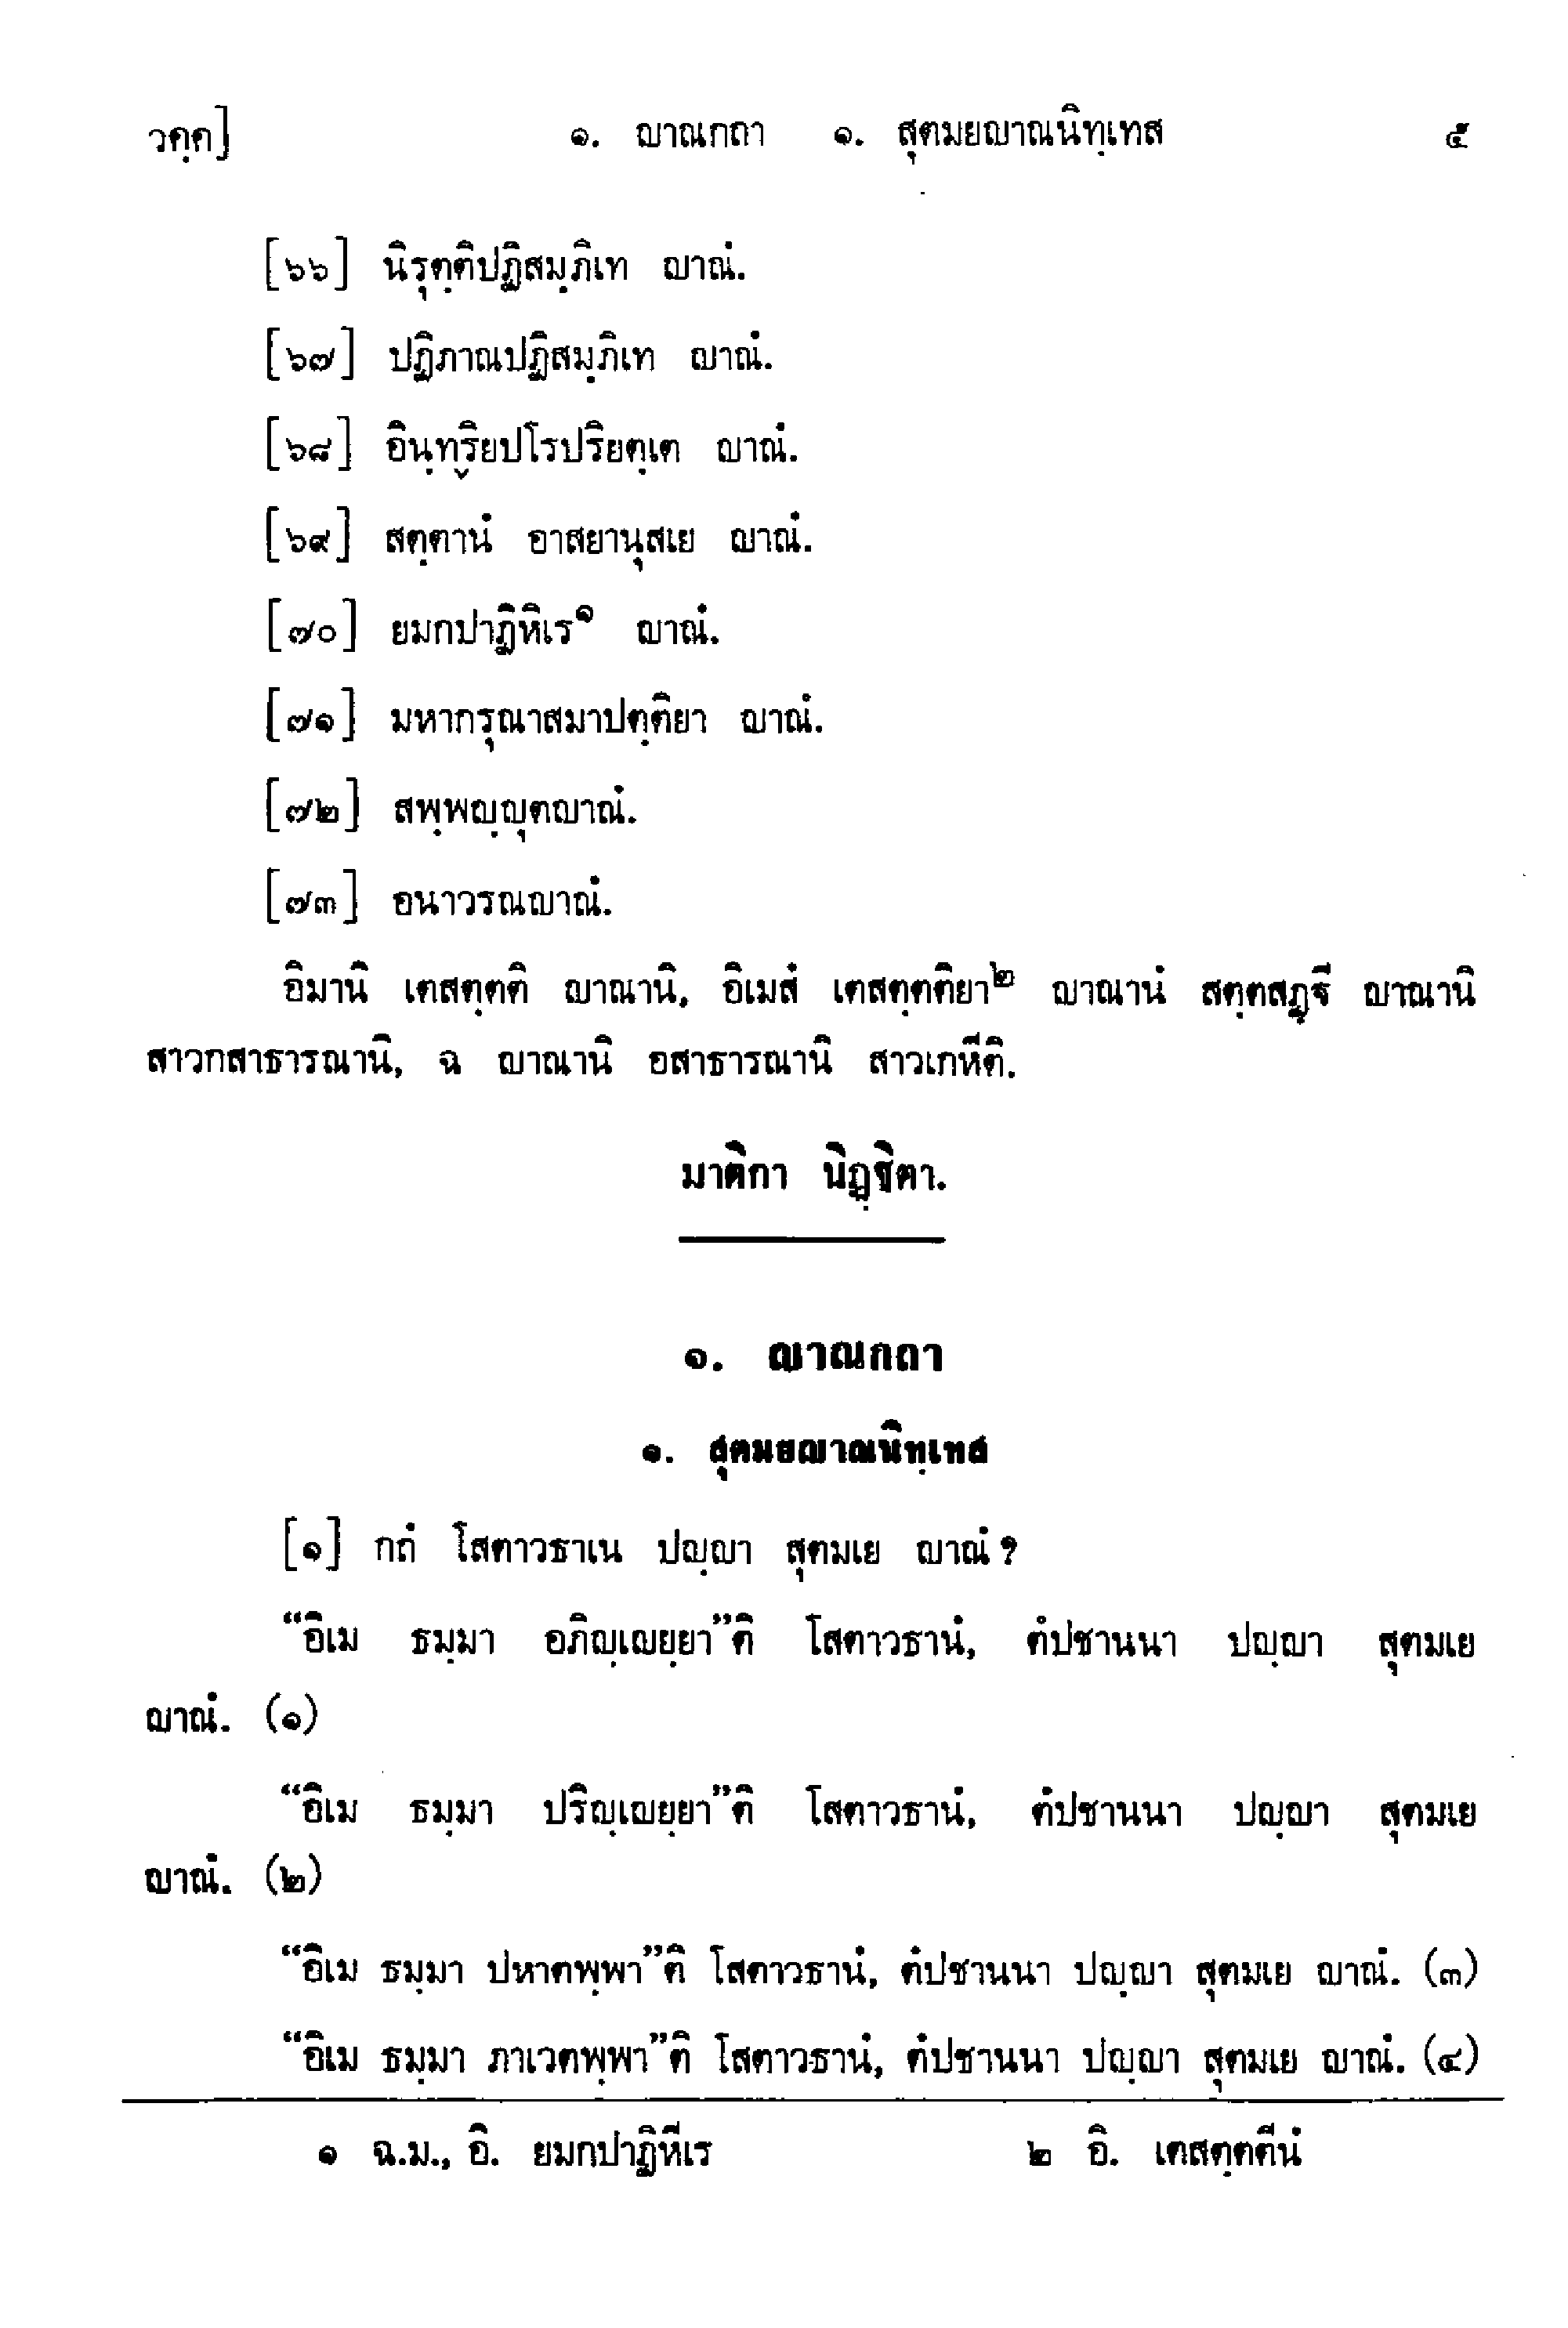 วคฺค]	๑. ญาณกถา ๑. สุตมยญาณนิทฺเทส	๕
[๖๖] นิรุตฺติปฏิสมฺภิเท ญาณํ.
[๖๗] ปฏิภาณปฏิสมฺภิเท ญาณํ.
[๖๘] อินฺทฺริยปโรปริยตฺเต ญาณํ.
[๖๙] สตฺตานํ อาสยานุสเย ญาณํ.
[๗๐] ยมกปาฏิหิเร๑ ญาณํ.
[๗๑] มหากรุณาสมาปตฺติยา ญาณํ.
[๗๒] สพฺพญฺญุตญาณํ.
[๗๓] อนาวรณญาณํ.
อิมานิ เตสตฺตติ ญาณานิ, อิเมสํ เตสตฺตติยา๒ ญาณานํ สตฺตสฏฺฐี ญาณานิ
สาวกสาธารณานิ, ฉ ญาณานิ อสาธารณานิ สาวเกหีติ.
มาติกา นิฏฺฐิตา.
๑. ญาณกถา
๑. สุตมยญาณนิทฺเทส
[๑] กถํ โสตาวธาเน ปญฺญา สุตมเย ญาณํ?
“อิเม ธมฺมา อภิญฺเญยฺยา”ติ โสตาวธานํ, ตํปชานนา ปญฺญา สุตมเย
ญาณํ. (๑)
“อิเม ธมฺมา ปริญฺเญยฺยา”ติ โสตาวธานํ, ตํปชานนา ปญฺญา สุตมเย
ญาณํ. (๒)
“อิเม ธมฺมา ปหาตพฺพา”ติ โสตาวธานํ, ตํปชานนา ปญฺญา สุตมเย ญาณํ. (๓)
“อิเม ธมฺมา ภาเวตพฺพา”ติ โสตาวธานํ, ตํปชานนา ปญฺญา สุตมเย ญาณํ. (๔)
๑ ฉ.ม., อิ. ยมกปาฏิหีเร	๒ อิ. เตสตฺตตีนํ